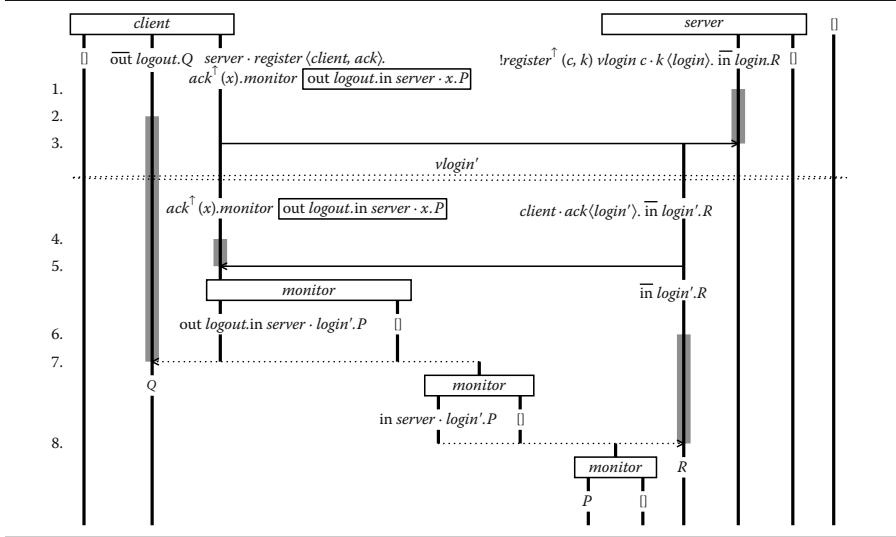 client server []
[] out logout.Q server · register ⟨client, ack⟩. !register↑ (c, k) νlogin c · k ⟨login⟩. in login.R []
ack↑ (x).monitor out logout.in server · x.P
1.
2.
3.
νlogin'
ack↑ (x).monitor out logout.in server · x.P client · ack⟨login'⟩. in login'.R
4.
5.
monitor in login'.R
out logout.in server · login'.P []
6.
7.
Q monitor
in server · login'.P []
8.
monitor R
P []